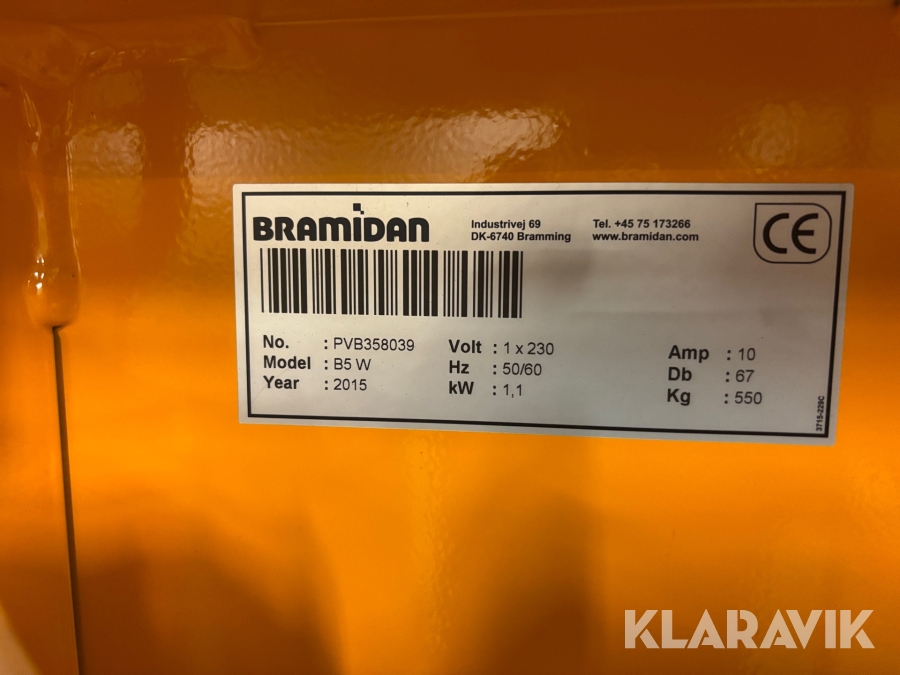 BRAMIDAN
Industrivej 69
DK-6740 Bramming
Tel. +45 75 173266
www.bramidan.com
CE
No. : PVB358039
Model : B5 W
Year : 2015
Volt : 1 x 230
Hz : 50/60
kW : 1,1
Amp : 10
Db : 67
Kg : 550
3715-229C
KLARAVIK